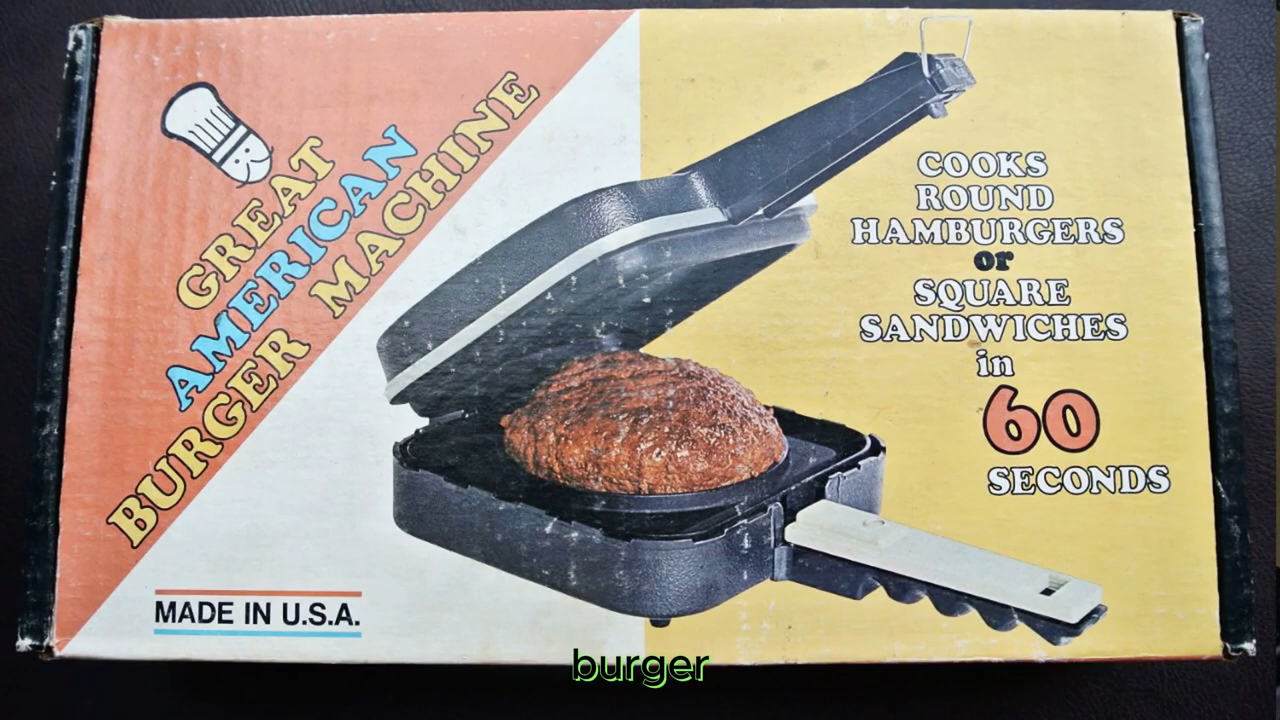 GREAT
AMERICAN
BURGER MACHINE
COOKS
ROUND
HAMBURGERS
or
SQUARE
SANDWICHES
in
60
SECONDS
MADE IN U.S.A.
burger